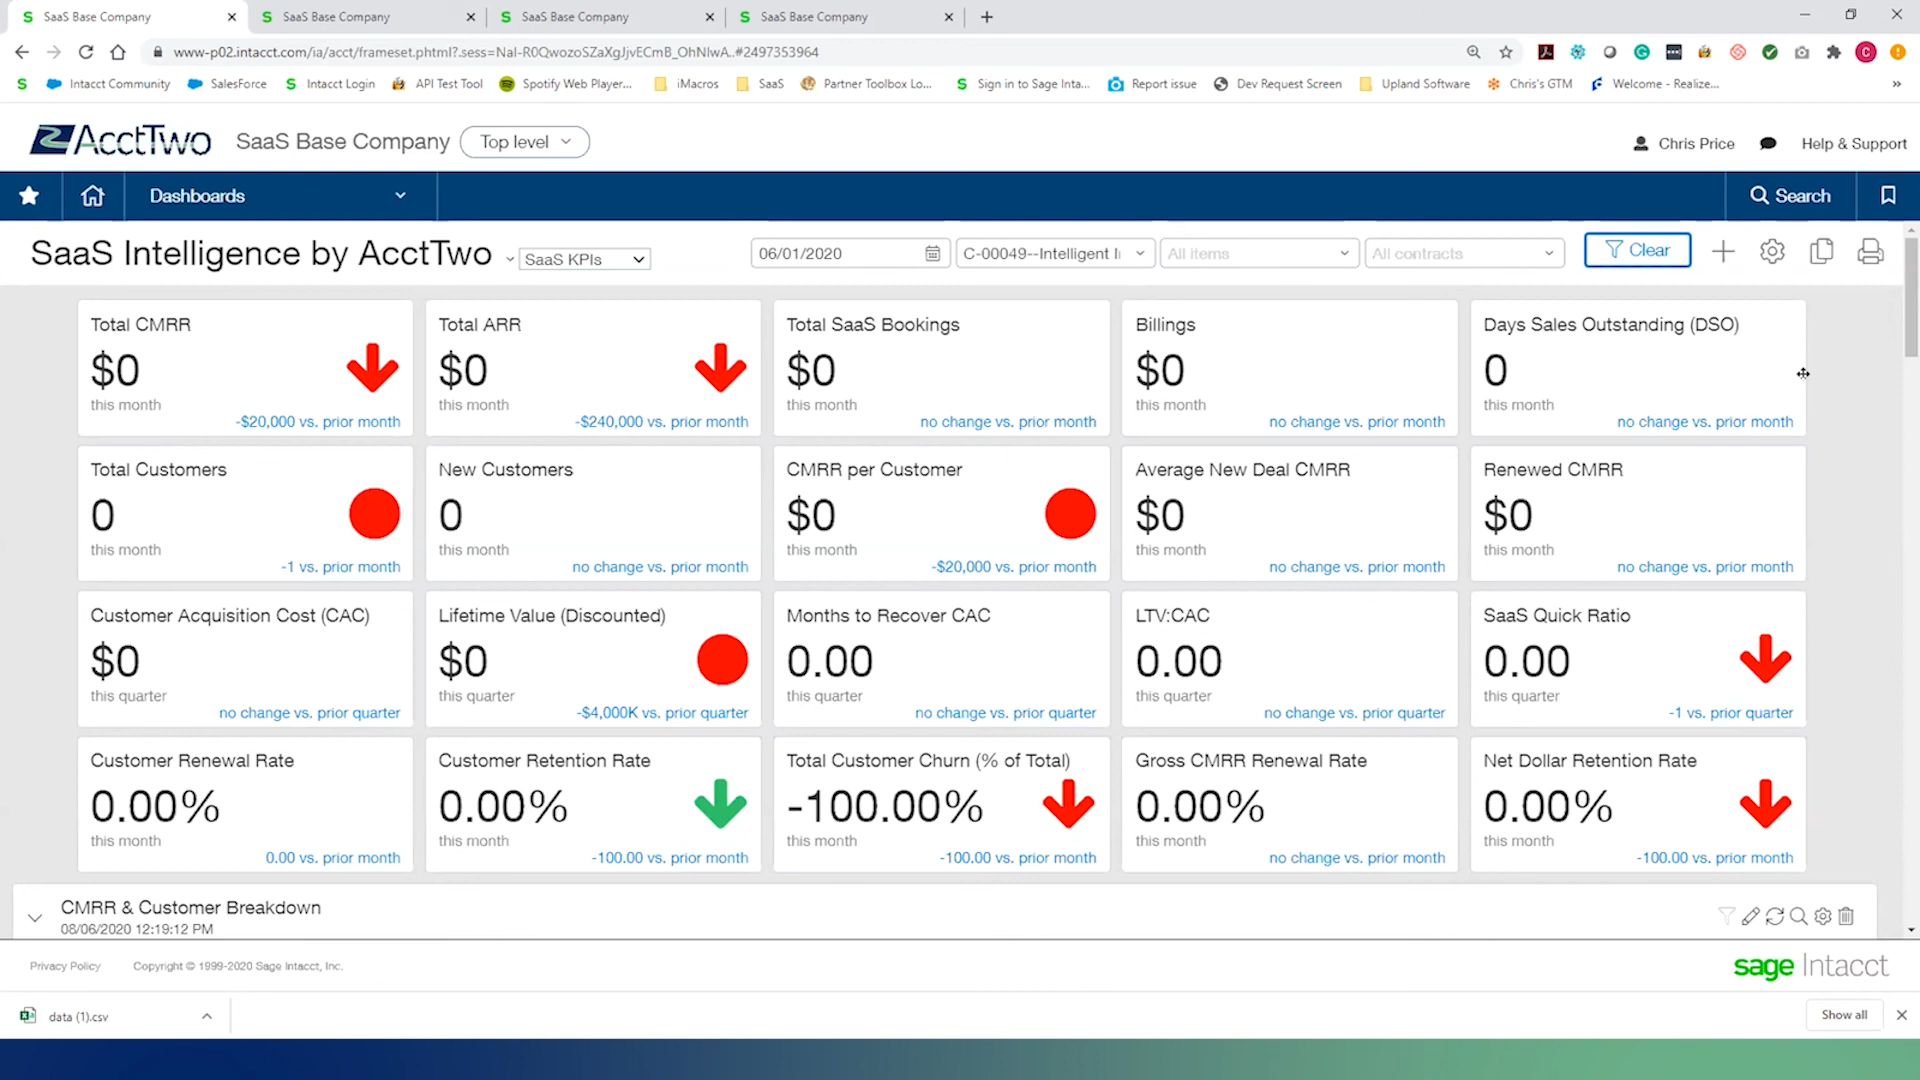 SaaS Base Company
SaaS Base Company
SaaS Base Company
SaaS Base Company
www-p02.intacct.com/ia/acct/frameset.phtml?.sess=NaI-R0QwozoSZaXgJjvECmB_OhNlwA..#2497353964
C
Intacct Community
SalesForce
Intacct Login
API Test Tool
Spotify Web Player...
iMacros
SaaS
Partner Toolbox Lo...
Sign in to Sage Inta...
Report issue
Dev Request Screen
Upland Software
Chris's GTM
Welcome - Realize...
AcctTwo
SaaS Base Company
Top level
Chris Price
Help & Support
Dashboards
Search
SaaS Intelligence by AcctTwo
SaaS KPIs
06/01/2020
C-00049--Intelligent I
All items
All contracts
Clear
Total CMRR
$0
this month
-$20,000 vs. prior month
Total ARR
$0
this month
-$240,000 vs. prior month
Total SaaS Bookings
$0
this month
no change vs. prior month
Billings
$0
this month
no change vs. prior month
Days Sales Outstanding (DSO)
0
this month
no change vs. prior month
Total Customers
0
this month
-1 vs. prior month
New Customers
0
this month
no change vs. prior month
CMRR per Customer
$0
this month
-$20,000 vs. prior month
Average New Deal CMRR
$0
this month
no change vs. prior month
Renewed CMRR
$0
this month
no change vs. prior month
Customer Acquisition Cost (CAC)
$0
this quarter
no change vs. prior quarter
Lifetime Value (Discounted)
$0
this quarter
-$4,000K vs. prior quarter
Months to Recover CAC
0.00
this quarter
no change vs. prior quarter
LTV:CAC
0.00
this quarter
no change vs. prior quarter
SaaS Quick Ratio
0.00
this quarter
-1 vs. prior quarter
Customer Renewal Rate
0.00%
this month
0.00 vs. prior month
Customer Retention Rate
0.00%
this month
-100.00 vs. prior month
Total Customer Churn (% of Total)
-100.00%
this month
-100.00 vs. prior month
Gross CMRR Renewal Rate
0.00%
this month
no change vs. prior month
Net Dollar Retention Rate
0.00%
this month
-100.00 vs. prior month
CMRR & Customer Breakdown
08/06/2020 12:19:12 PM
Privacy Policy
Copyright © 1999-2020 Sage Intacct, Inc.
sage Intacct
data (1).csv
Show all